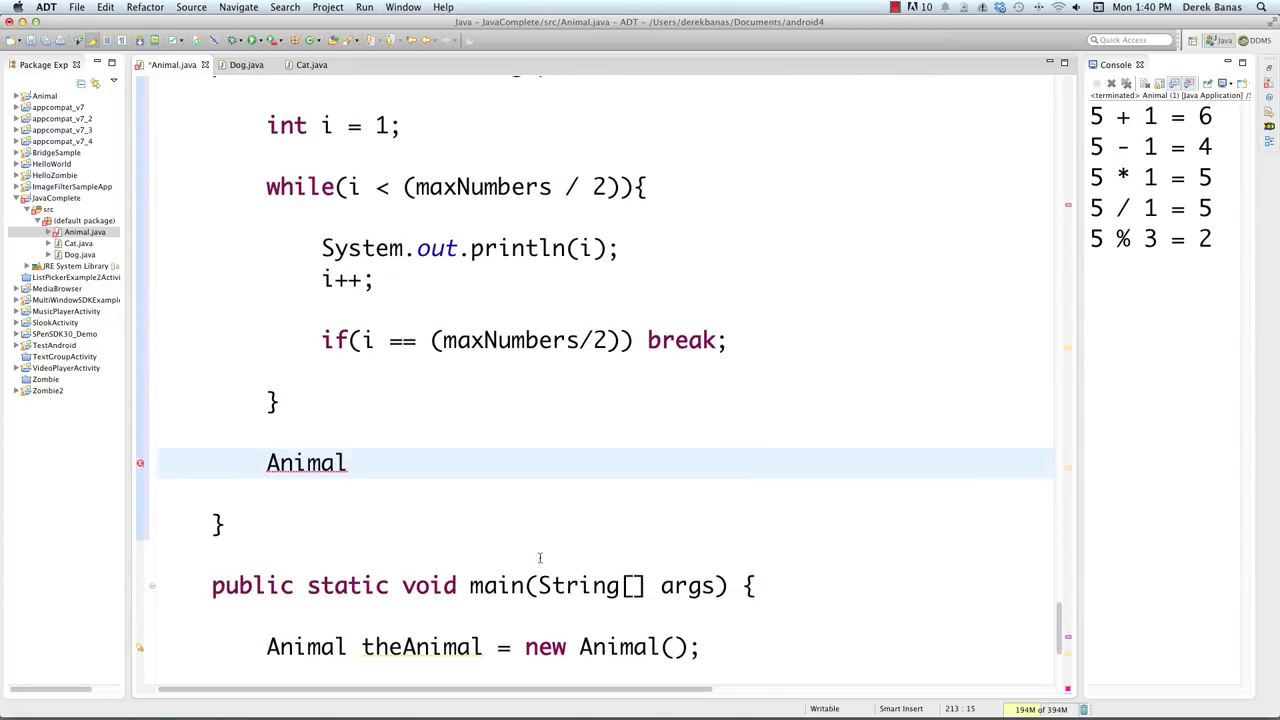 ADT File Edit Refactor Source Navigate Search Project Run Window Help 10 Mon 1:40 PM Derek Banas
Java – JavaComplete/src/Animal.java – ADT – /Users/derekbanas/Documents/android4
Quick Access Java DDMS
Package Exp
*Animal.java Dog.java Cat.java
Console
<terminated> Animal (1) [Java Application] /S
Animal
appcompat_v7
appcompat_v7_2
appcompat_v7_3
appcompat_v7_4
BridgeSample
HelloWorld
HelloZombie
ImageFilterSampleApp
JavaComplete
src
(default package)
Animal.java
Cat.java
Dog.java
JRE System Library [Ja
ListPickerExample2Activi
MediaBrowser
MultiWindowSDKExample
MusicPlayerActivity
SlookActivity
SPenSDK30_Demo
TestAndroid
TextGroupActivity
VideoPlayerActivity
Zombie
Zombie2
int i = 1;
while(i < (maxNumbers / 2)){
System.out.println(i);
i++;
if(i == (maxNumbers/2)) break;
}
Animal
}
public static void main(String[] args) {
Animal theAnimal = new Animal();
5 + 1 = 6
5 - 1 = 4
5 * 1 = 5
5 / 1 = 5
5 % 3 = 2
Writable Smart Insert 213 : 15 194M of 394M